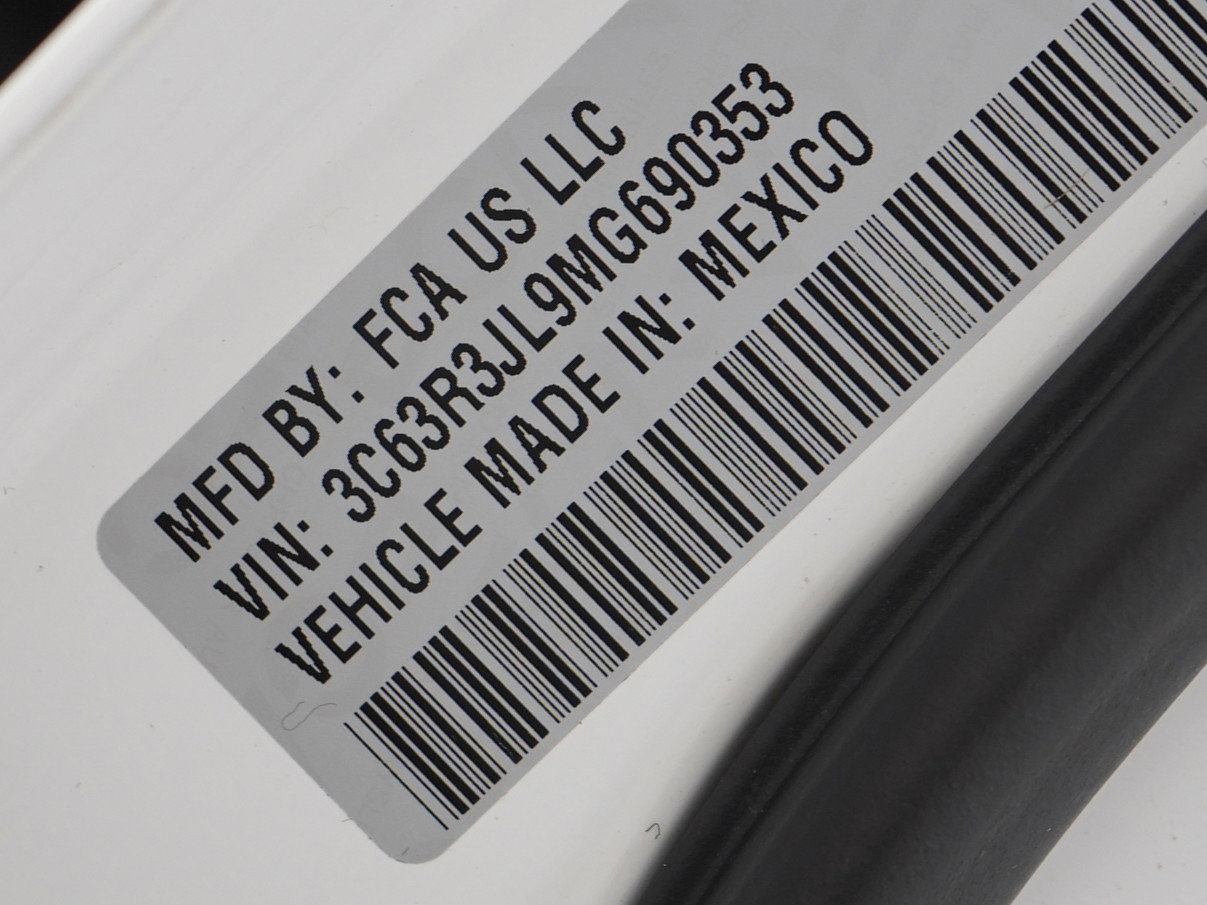 MFD BY: FCA US LLC
VIN: 3C63R3JL9MG690353
VEHICLE MADE IN: MEXICO